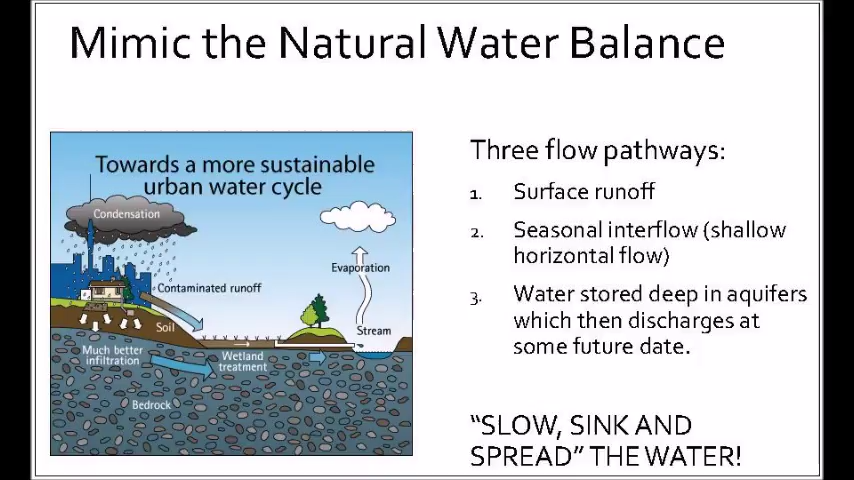 Mimic the Natural Water Balance
Towards a more sustainable
urban water cycle
Condensation
Evaporation
Contaminated runoff
Soil
Stream
Much better
infiltration
Wetland
treatment
Bedrock
Three flow pathways:
1. Surface runoff
2. Seasonal interflow (shallow
horizontal flow)
3. Water stored deep in aquifers
which then discharges at
some future date.
“SLOW, SINK AND
SPREAD” THE WATER!